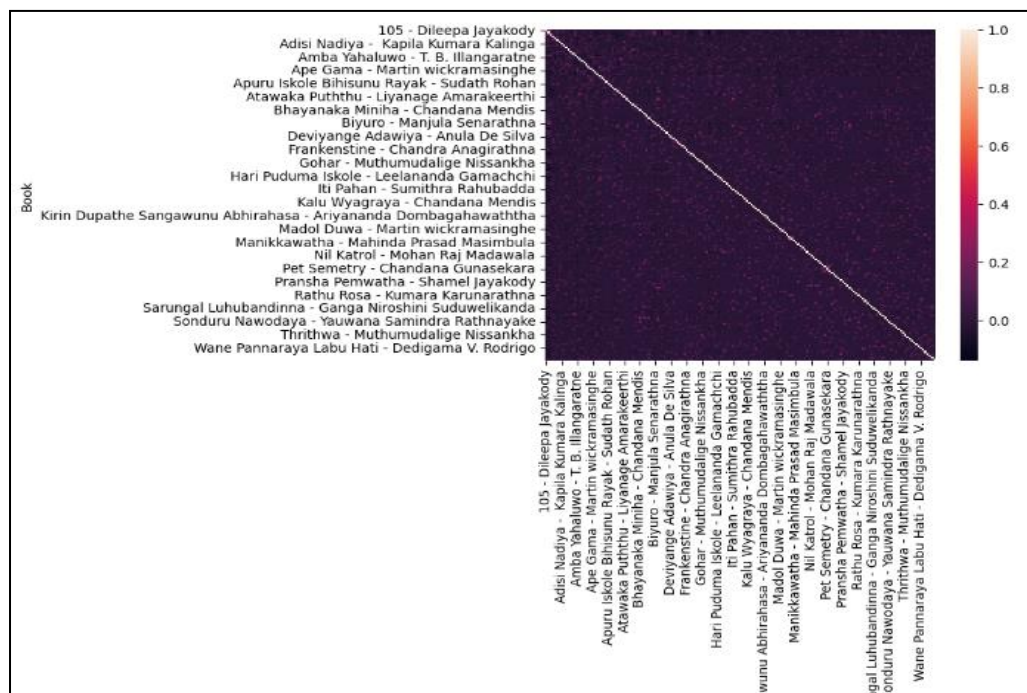 105 - Dileepa Jayakody
Adisi Nadiya - Kapila Kumara Kalinga
Amba Yahaluwo - T. B. Illangaratne
Ape Gama - Martin wickramasinghe
Apuru Iskole Bihisunu Rayak - Sudath Rohan
Atawaka Puththu - Liyanage Amarakeerthi
Bhayanaka Miniha - Chandana Mendis
Biyuro - Manjula Senarathna
Deviyange Adawiya - Anula De Silva
Frankenstine - Chandra Anagirathna
Gohar - Muthumudalige Nissankha
Hari Puduma Iskole - Leelananda Gamachchi
Iti Pahan - Sumithra Rahubadda
Kalu Wyagraya - Chandana Mendis
Kirin Dupathe Sangawunu Abhirahasa - Ariyananda Dombagahawaththa
Madol Duwa - Martin wickramasinghe
Manikkawatha - Mahinda Prasad Masimbula
Nil Katrol - Mohan Raj Madawala
Pet Semetry - Chandana Gunasekara
Pransha Pemwatha - Shamel Jayakody
Rathu Rosa - Kumara Karunarathna
Sarungal Luhubandinna - Ganga Niroshini Suduwelikanda
Sonduru Nawodaya - Yauwana Samindra Rathnayake
Thrithwa - Muthumudalige Nissankha
Wane Pannaraya Labu Hati - Dedigama V. Rodrigo
Book
1.0
0.8
0.6
0.4
0.2
0.0
105 - Dileepa Jayakody
Adisi Nadiya - Kapila Kumara Kalinga
Amba Yahaluwo - T. B. Illangaratne
Ape Gama - Martin wickramasinghe
Apuru Iskole Bihisunu Rayak - Sudath Rohan
Atawaka Puththu - Liyanage Amarakeerthi
Bhayanaka Miniha - Chandana Mendis
Biyuro - Manjula Senarathna
Deviyange Adawiya - Anula De Silva
Frankenstine - Chandra Anagirathna
Gohar - Muthumudalige Nissankha
Hari Puduma Iskole - Leelananda Gamachchi
Iti Pahan - Sumithra Rahubadda
Kalu Wyagraya - Chandana Mendis
wunu Abhirahasa - Ariyananda Dombagahawaththa
Madol Duwa - Martin wickramasinghe
Manikkawatha - Mahinda Prasad Masimbula
Nil Katrol - Mohan Raj Madawala
Pet Semetry - Chandana Gunasekara
Pransha Pemwatha - Shamel Jayakody
Rathu Rosa - Kumara Karunarathna
gal Luhubandinna - Ganga Niroshini Suduwelikanda
onduru Nawodaya - Yauwana Samindra Rathnayake
Thrithwa - Muthumudalige Nissankha
Wane Pannaraya Labu Hati - Dedigama V. Rodrigo